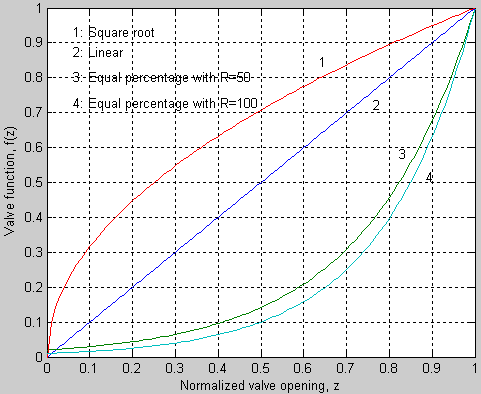 1
0.9
0.8
0.7
0.6
0.5
0.4
0.3
0.2
0.1
0
Valve function, f(z)
1: Square root
2: Linear
3: Equal percentage with R=50
4: Equal percentage with R=100
1
2
3
4
0 0.1 0.2 0.3 0.4 0.5 0.6 0.7 0.8 0.9 1
Normalized valve opening, z